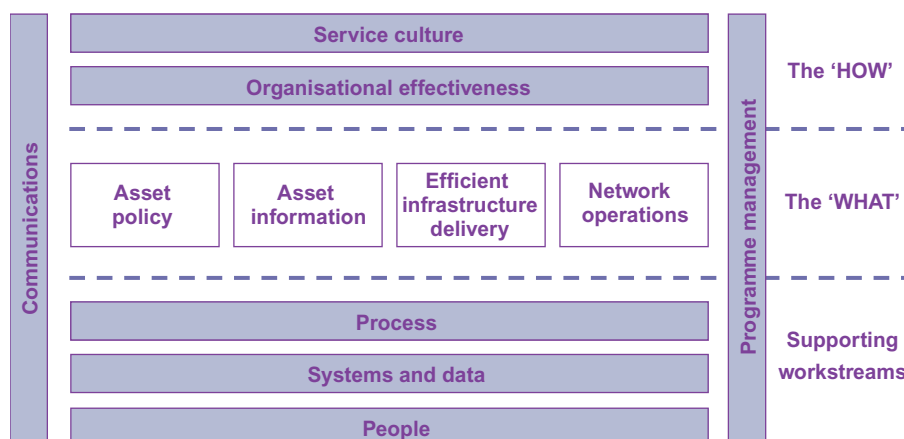 Communications
Service culture
Organisational effectiveness
Programme management
The ‘HOW’
Asset
policy
Asset
information
Efficient
infrastructure
delivery
Network
operations
The ‘WHAT’
Process
Systems and data
People
Supporting
workstreams